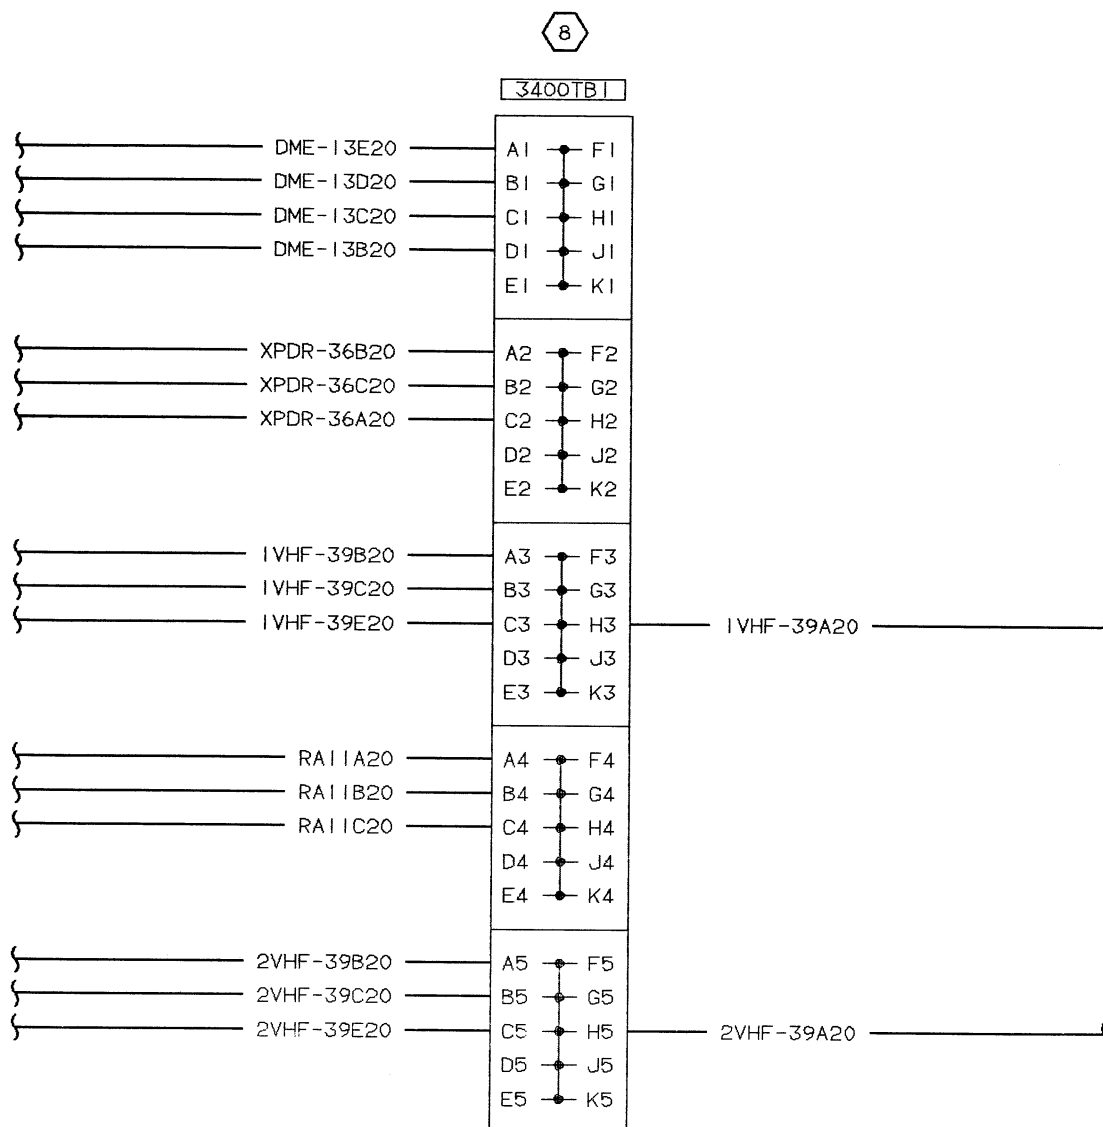 8
3400TB1
DME-13E20 A1 F1
DME-13D20 B1 G1
DME-13C20 C1 H1
DME-13B20 D1 J1
E1 K1
XPDR-36B20 A2 F2
XPDR-36C20 B2 G2
XPDR-36A20 C2 H2
D2 J2
E2 K2
1VHF-39B20 A3 F3
1VHF-39C20 B3 G3
1VHF-39E20 C3 H3 1VHF-39A20
D3 J3
E3 K3
RA11A20 A4 F4
RA11B20 B4 G4
RA11C20 C4 H4
D4 J4
E4 K4
2VHF-39B20 A5 F5
2VHF-39C20 B5 G5
2VHF-39E20 C5 H5 2VHF-39A20
D5 J5
E5 K5